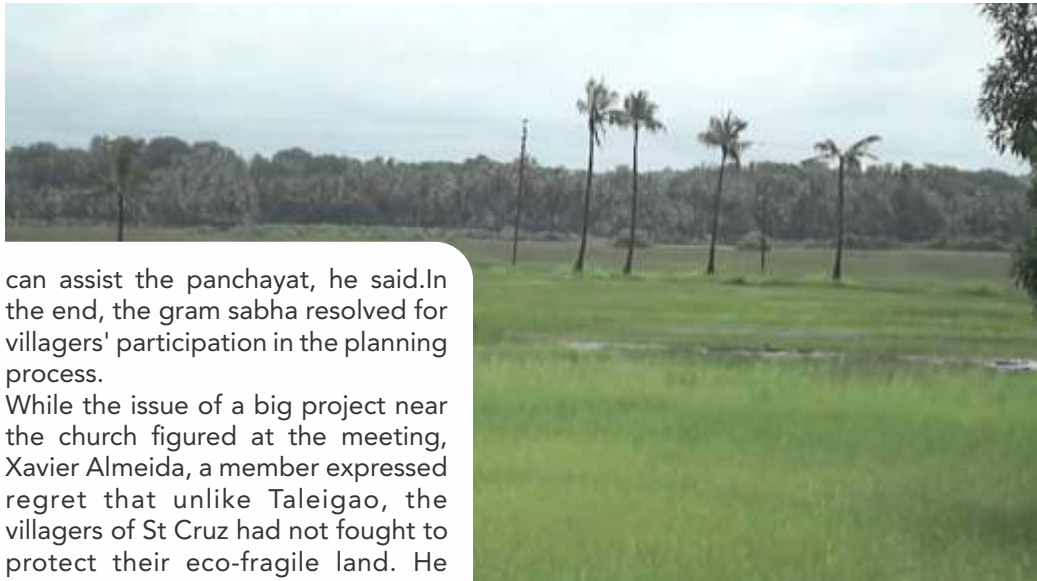 can assist the panchayat, he said.In
the end, the gram sabha resolved for
villagers' participation in the planning
process.
While the issue of a big project near
the church figured at the meeting,
Xavier Almeida, a member expressed
regret that unlike Taleigao, the
villagers of St Cruz had not fought to
protect their eco-fragile land. He